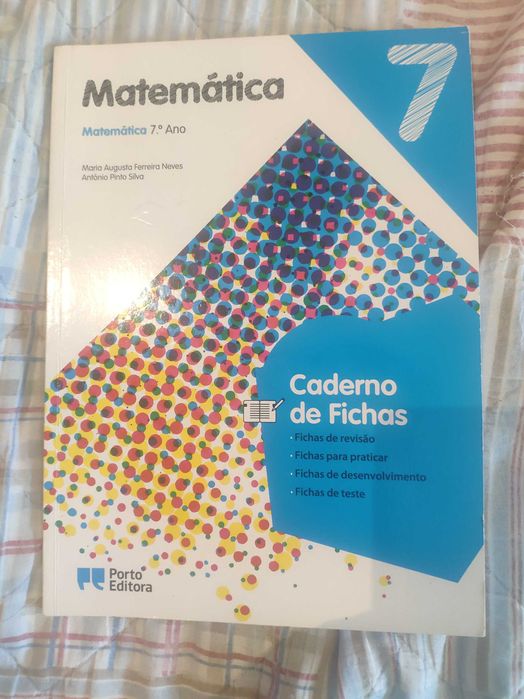 Matemática
7
Matemática 7.º Ano
Maria Augusta Ferreira Neves
António Pinto Silva
Caderno
de Fichas
· Fichas de revisão
· Fichas para praticar
· Fichas de desenvolvimento
· Fichas de teste
Porto
Editora